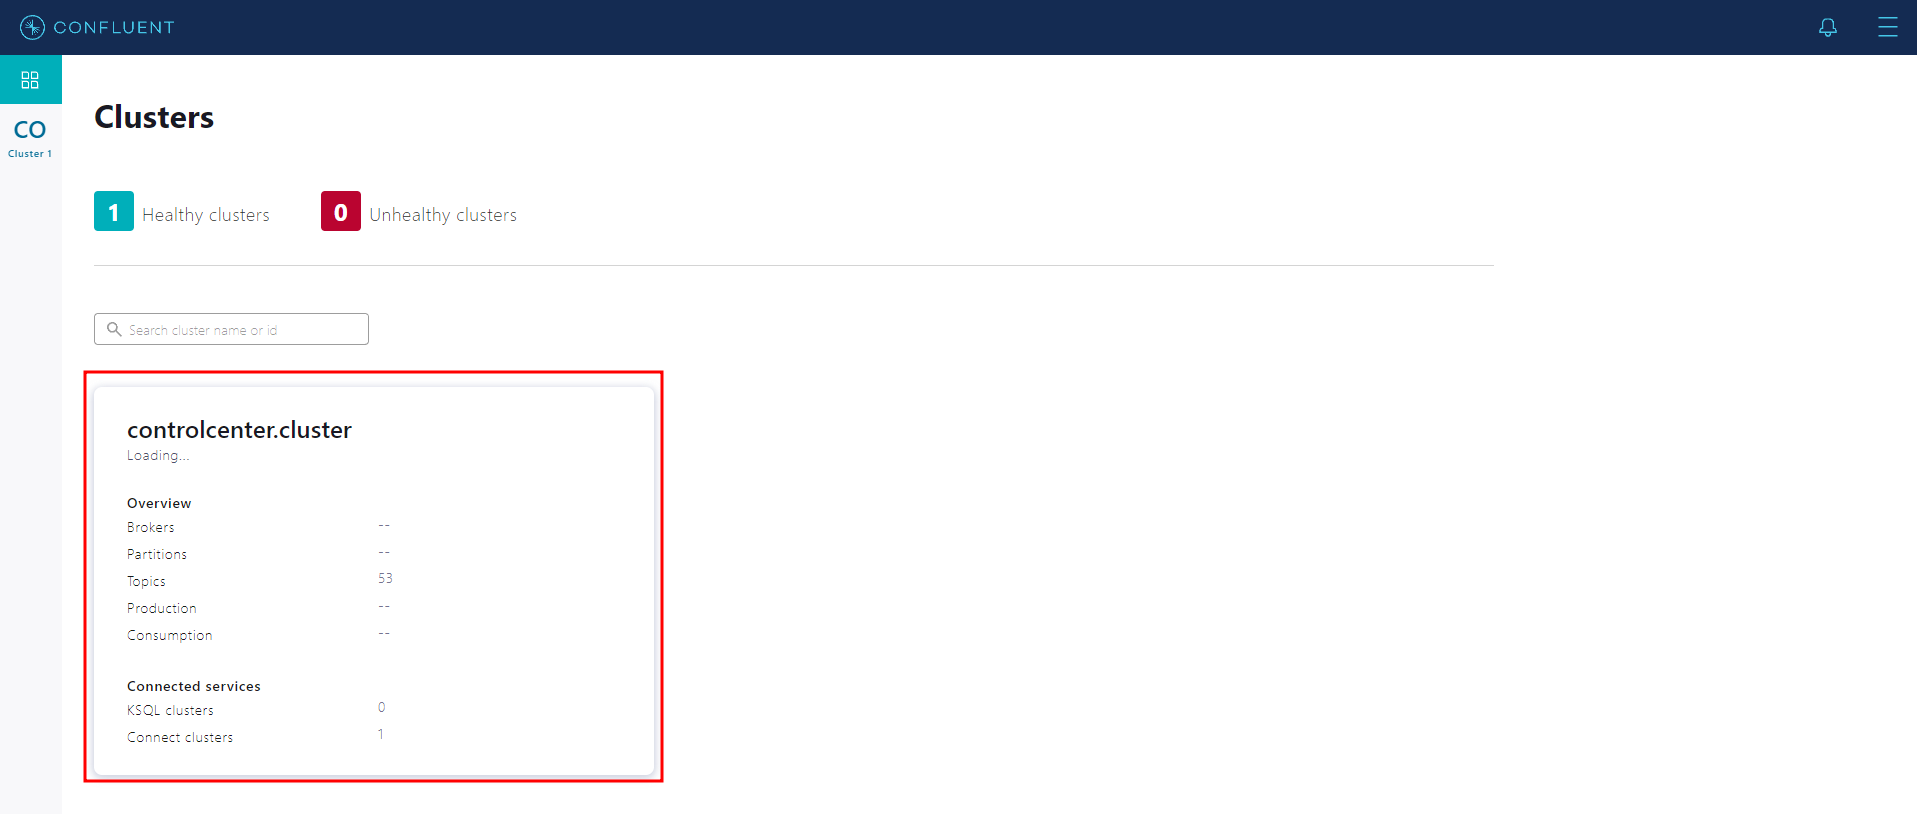 CONFLUENT
CO
Cluster 1
Clusters
1 Healthy clusters 0 Unhealthy clusters
Search cluster name or id
controlcenter.cluster
Loading...
Overview
Brokers --
Partitions --
Topics 53
Production --
Consumption --
Connected services
KSQL clusters 0
Connect clusters 1